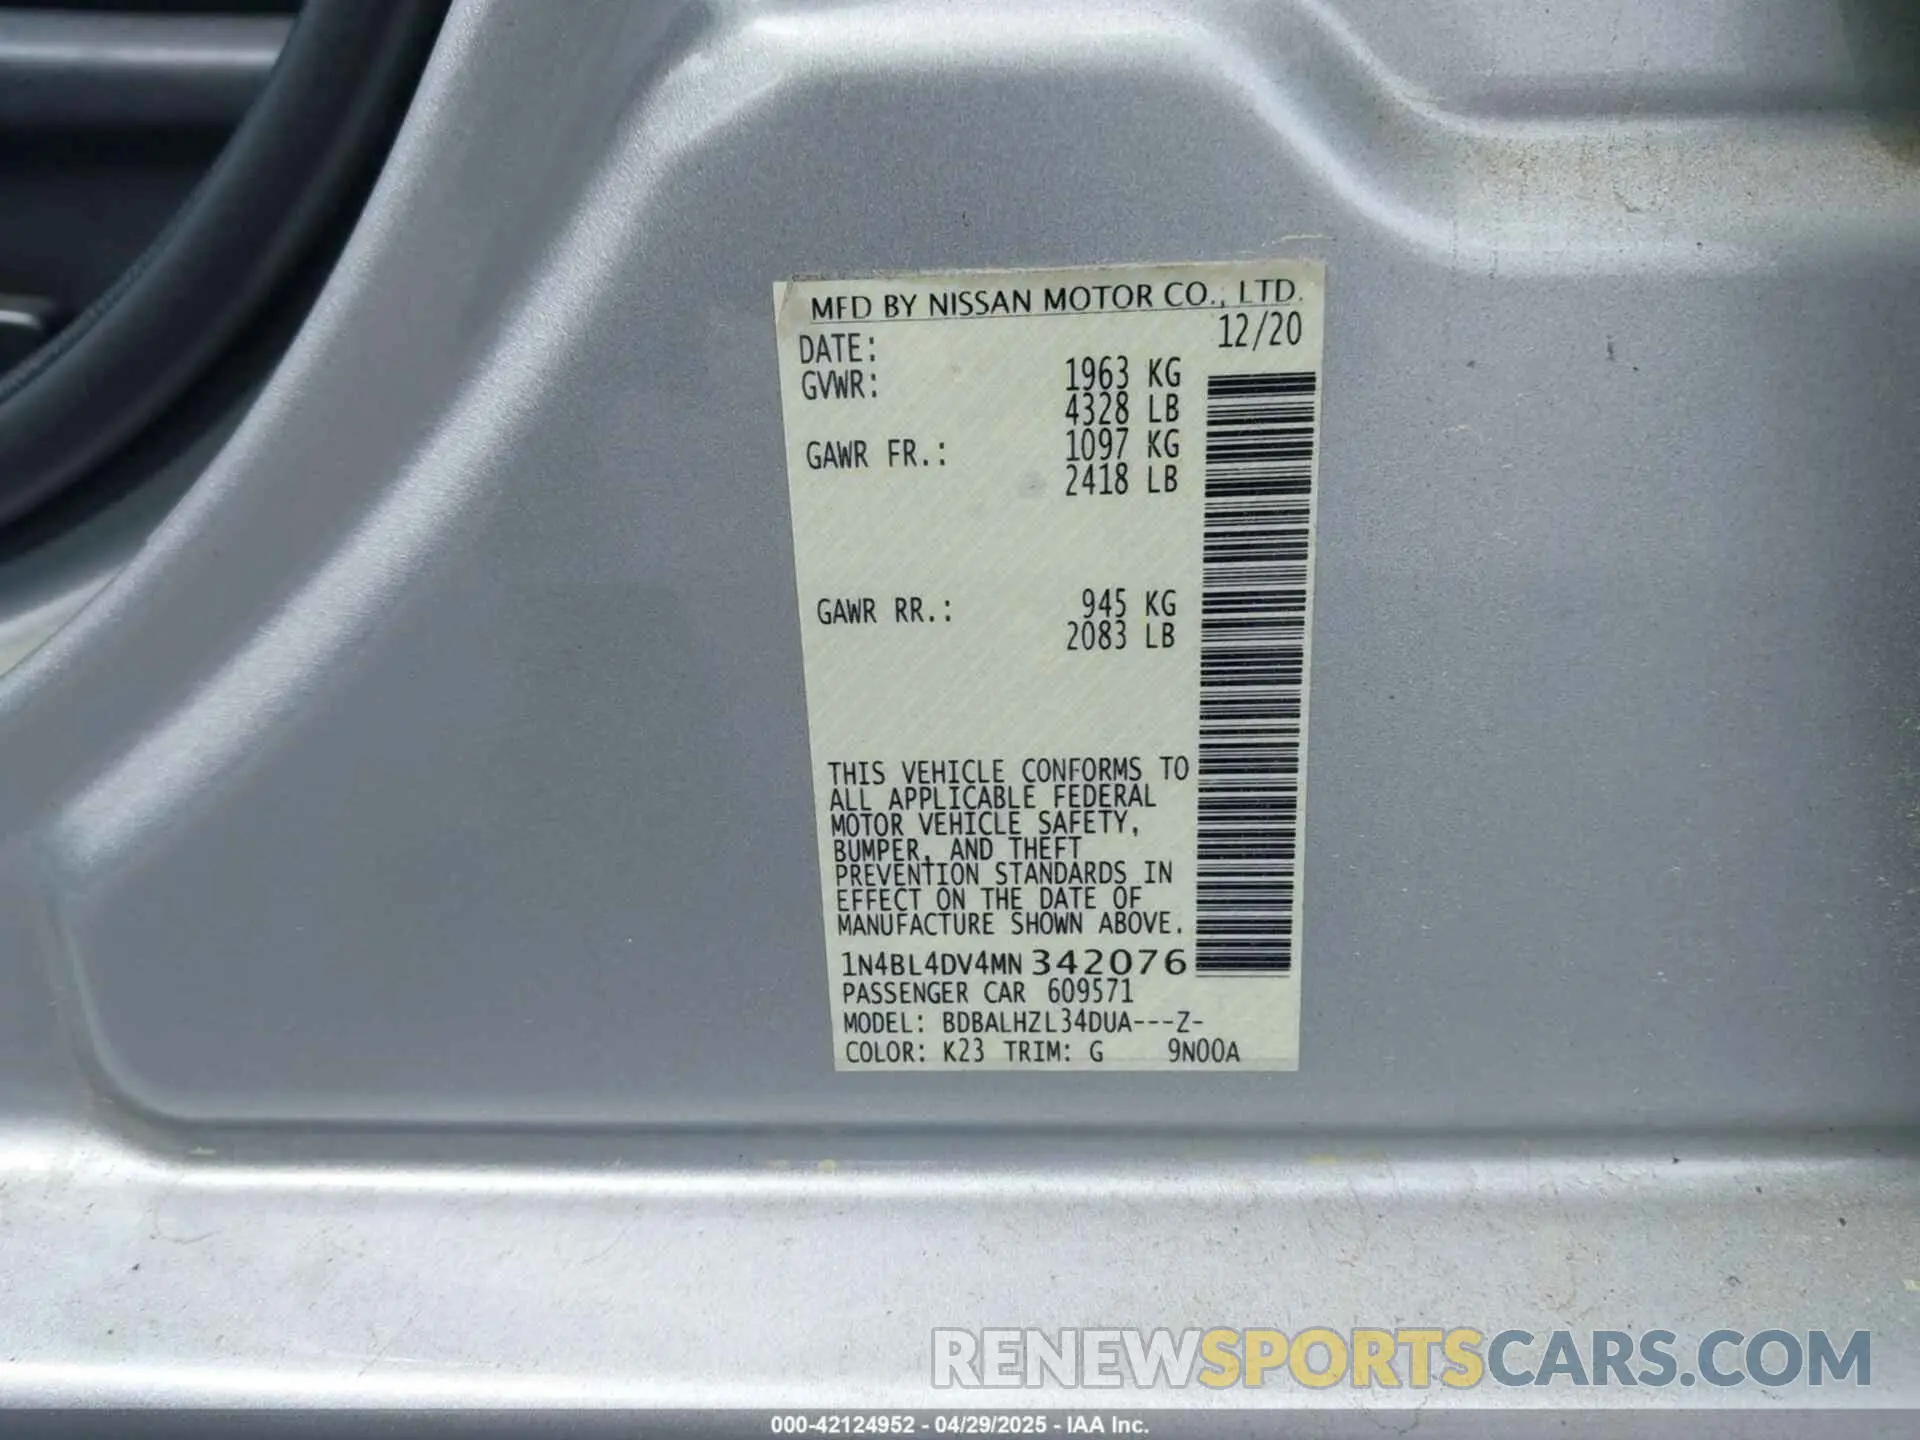 MFD BY NISSAN MOTOR CO., LTD.
DATE: 12/20
GVWR: 1963 KG
4328 LB
GAWR FR.: 1097 KG
2418 LB
GAWR RR.: 945 KG
2083 LB
THIS VEHICLE CONFORMS TO
ALL APPLICABLE FEDERAL
MOTOR VEHICLE SAFETY,
BUMPER, AND THEFT
PREVENTION STANDARDS IN
EFFECT ON THE DATE OF
MANUFACTURE SHOWN ABOVE.
1N4BL4DV4MN342076
PASSENGER CAR 609571
MODEL: BDBALHZL34DUA---Z-
COLOR: K23 TRIM: G 9N00A
RENEWSPORTSCARS.COM
000-42124952 - 04/29/2025 - IAA Inc.